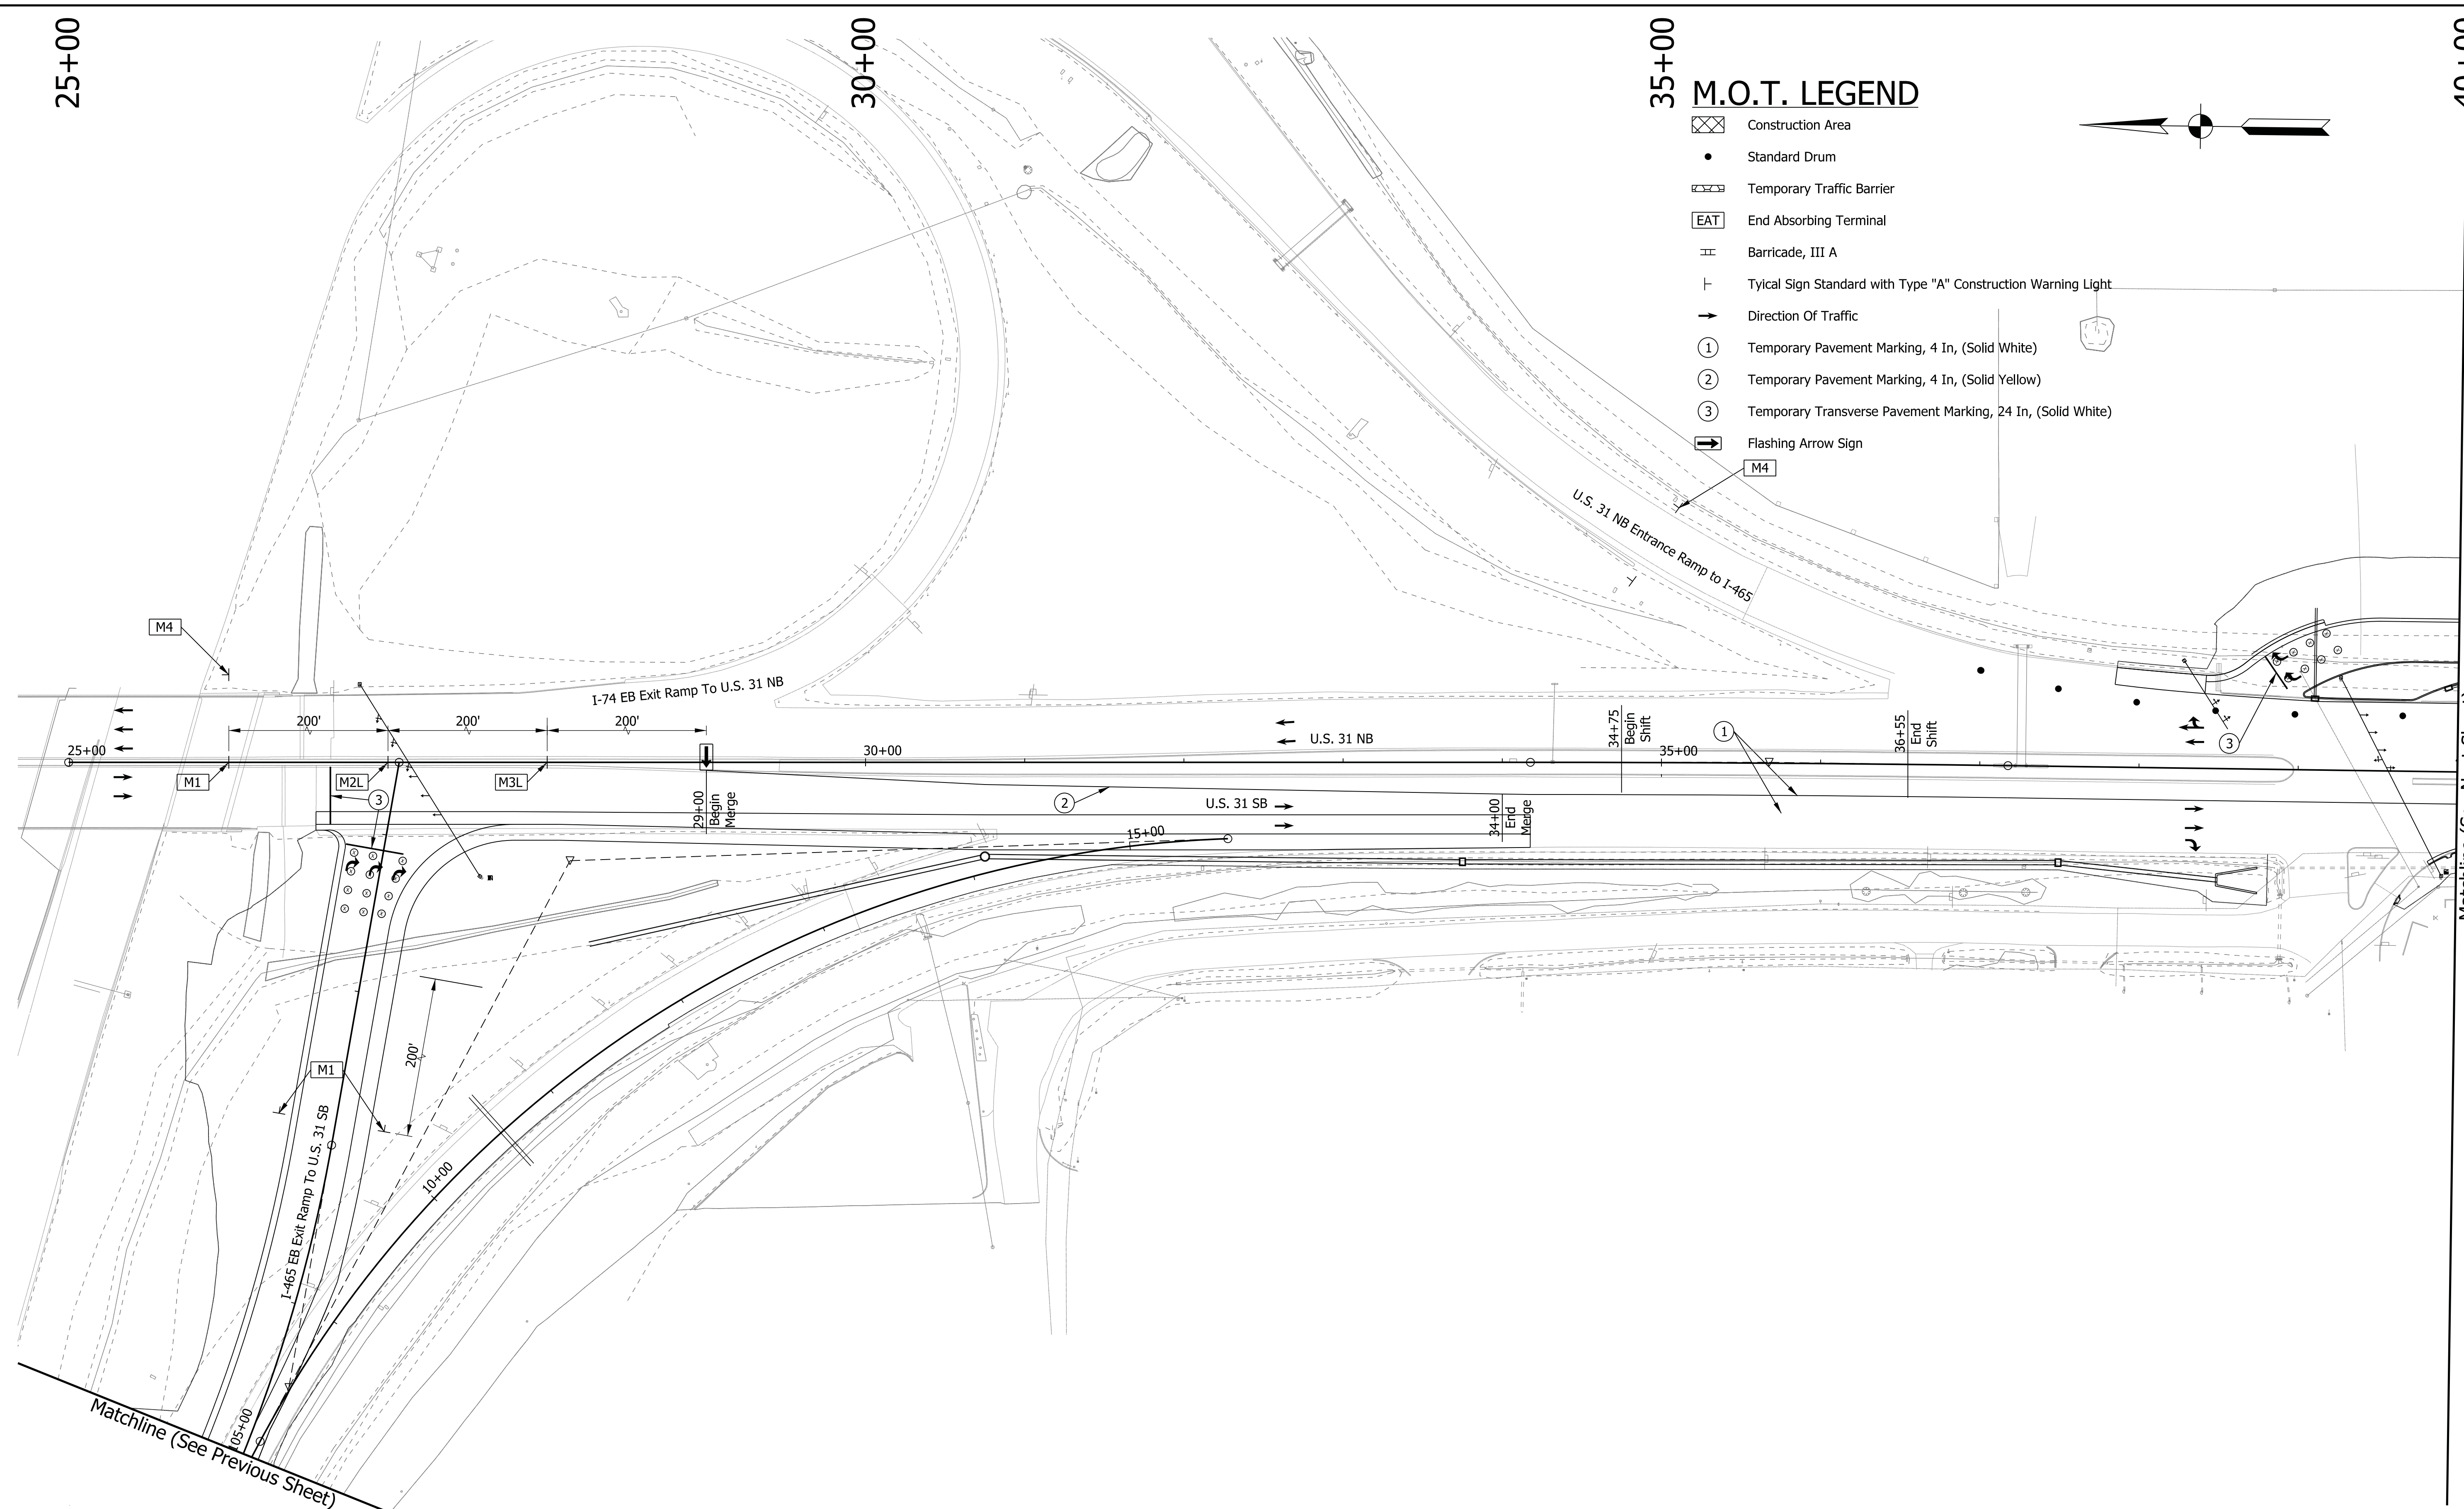 25+00
30+00
35+00
40+00
M.O.T. LEGEND
Construction Area
Standard Drum
Temporary Traffic Barrier
EAT End Absorbing Terminal
Barricade, III A
Tyical Sign Standard with Type "A" Construction Warning Light
Direction Of Traffic
1 Temporary Pavement Marking, 4 In, (Solid White)
2 Temporary Pavement Marking, 4 In, (Solid Yellow)
3 Temporary Transverse Pavement Marking, 24 In, (Solid White)
Flashing Arrow Sign
M4
U.S. 31 NB Entrance Ramp to I-465
M4
I-74 EB Exit Ramp To U.S. 31 NB
200'
200'
200'
25+00
30+00
U.S. 31 NB
34+75
Begin
Shift
35+00
1
36+55
End
Shift
3
M1
M2L
M3L
3
29+00
Begin
Merge
2
U.S. 31 SB
34+00
End
Merge
15+00
200'
M1
10+00
I-465 EB Exit Ramp To U.S. 31 SB
105+00
Matchline (See Previous Sheet)